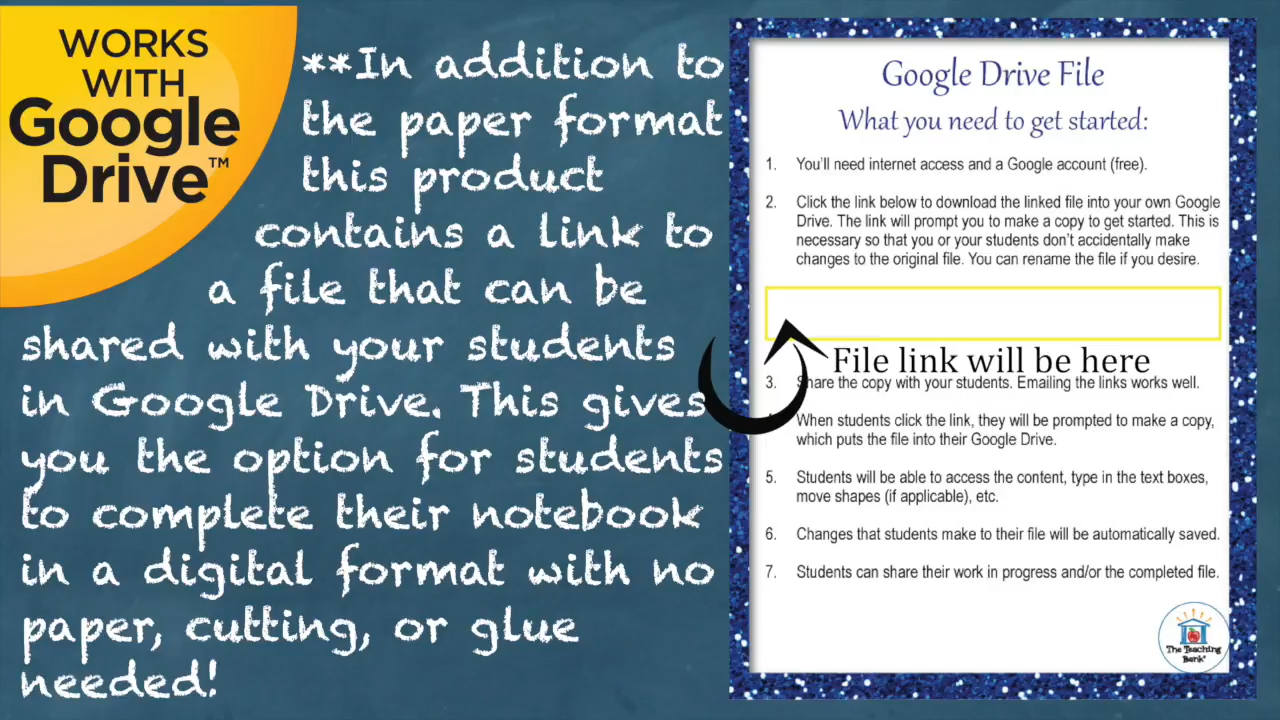 WORKS
WITH
Google
Drive™
**In addition to
the paper format
this product
contains a link to
a file that can be
shared with your students
in Google Drive. This gives
you the option for students
to complete their notebook
in a digital format with no
paper, cutting, or glue
needed!
Google Drive File
What you need to get started:
1. You'll need internet access and a Google account (free).
2. Click the link below to download the linked file into your own Google
Drive. The link will prompt you to make a copy to get started. This is
necessary so that you or your students don't accidentally make
changes to the original file. You can rename the file if you desire.
File link will be here
3. Share the copy with your students. Emailing the links works well.
When students click the link, they will be prompted to make a copy,
which puts the file into their Google Drive.
5. Students will be able to access the content, type in the text boxes,
move shapes (if applicable), etc.
6. Changes that students make to their file will be automatically saved.
7. Students can share their work in progress and/or the completed file.
The Teaching
Bank